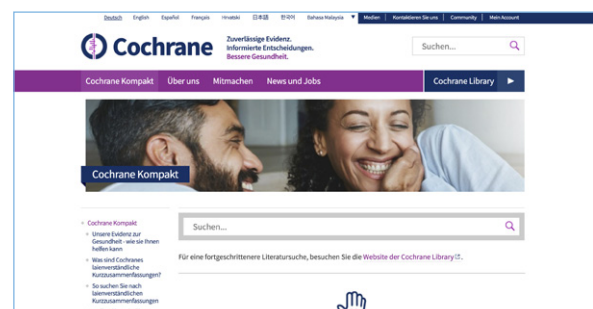 Deutsch English Español Français Hrvatski 日本語 한국어 Bahasa Malaysia Medien Kontaktieren Sie uns Community Mein Account
Cochrane
Zuverlässige Evidenz.
Informierte Entscheidungen.
Bessere Gesundheit.
Suchen...
Cochrane Kompakt Über uns Mitmachen News und Jobs Cochrane Library
Cochrane Kompakt
Cochrane Kompakt
Unsere Evidenz zur
Gesundheit - wie sie Ihnen
helfen kann
Was sind Cochranes
laienverständliche
Kurzzusammenfassungen?
So suchen Sie nach
laienverständlichen
Kurzzusammenfassungen
Suchen...
Für eine fortgeschrittenere Literatursuche, besuchen Sie die Website der Cochrane Library.